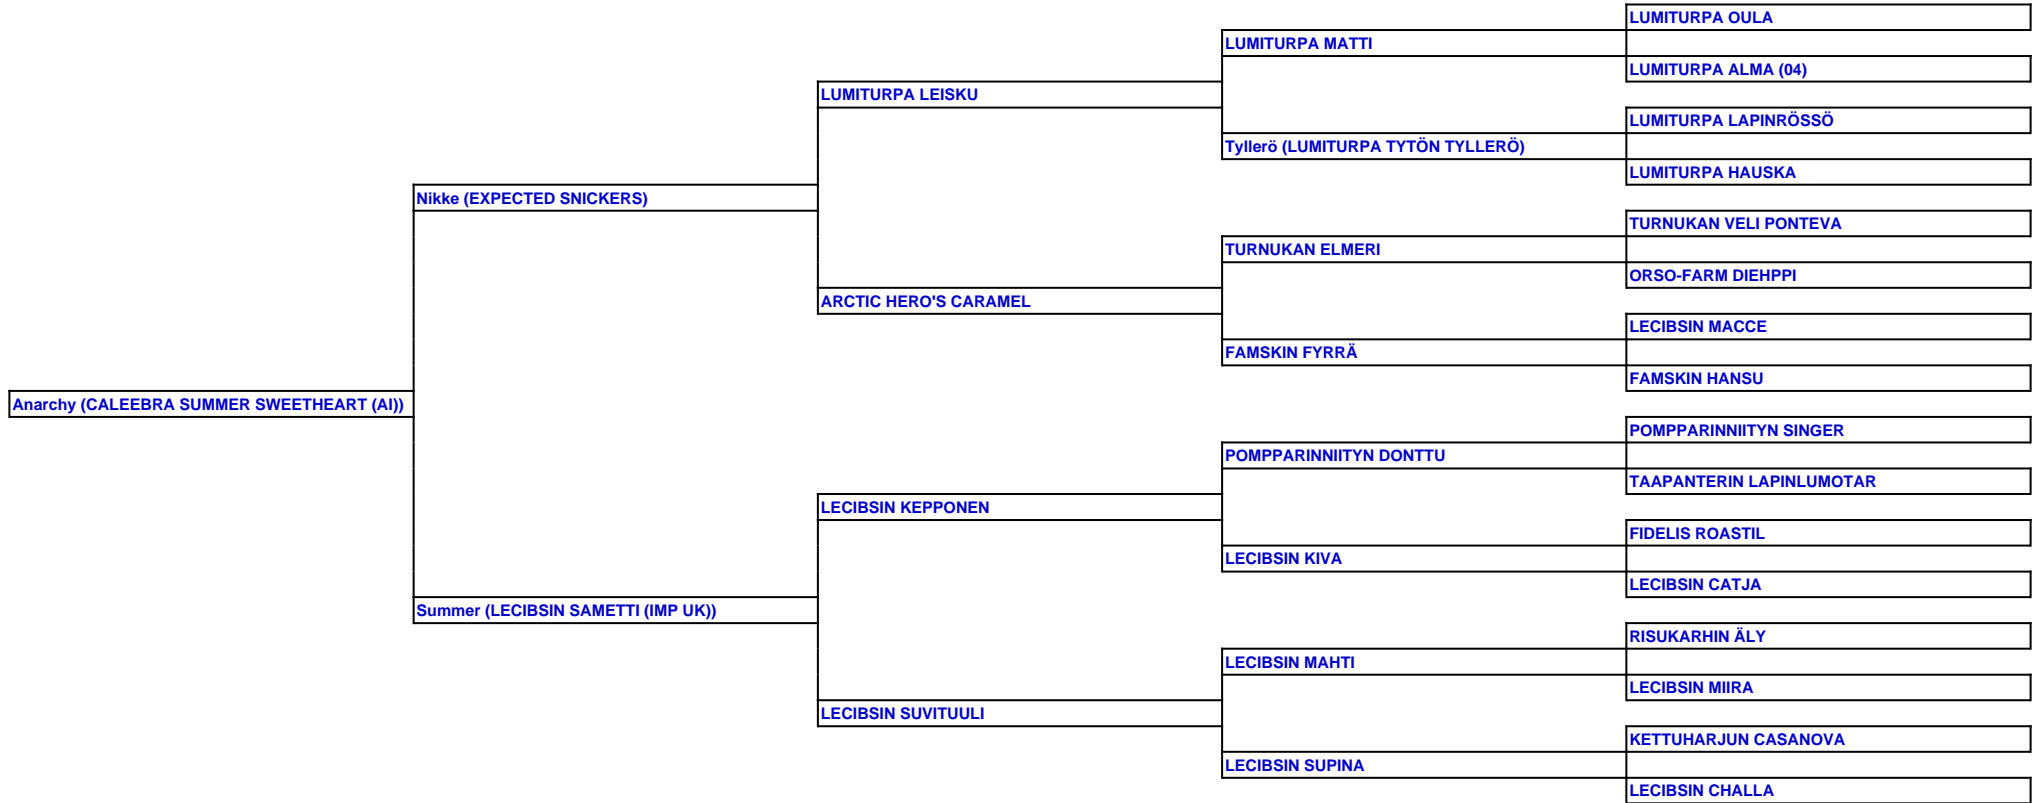 LUMITURPA OULA
LUMITURPA MATTI
LUMITURPA ALMA (04)
LUMITURPA LEISKU
LUMITURPA LAPINRÖSSÖ
Tyllerö (LUMITURPA TYTÖN TYLLERÖ)
LUMITURPA HAUSKA
Nikke (EXPECTED SNICKERS)
TURNUKAN VELI PONTEVA
TURNUKAN ELMERI
ORSO-FARM DIEHPPI
ARCTIC HERO'S CARAMEL
LECIBSIN MACCE
FAMSKIN FYRRÄ
FAMSKIN HANSU
Anarchy (CALEEBRA SUMMER SWEETHEART (AI))
POMPPARINNIITYN SINGER
POMPPARINNIITYN DONTTU
TAAPANTERIN LAPINLUMOTAR
LECIBSIN KEPPONEN
FIDELIS ROASTIL
LECIBSIN KIVA
LECIBSIN CATJA
Summer (LECIBSIN SAMETTI (IMP UK))
RISUKARHIN ÄLY
LECIBSIN MAHTI
LECIBSIN MIIRA
LECIBSIN SUVITUULI
KETTUHARJUN CASANOVA
LECIBSIN SUPINA
LECIBSIN CHALLA